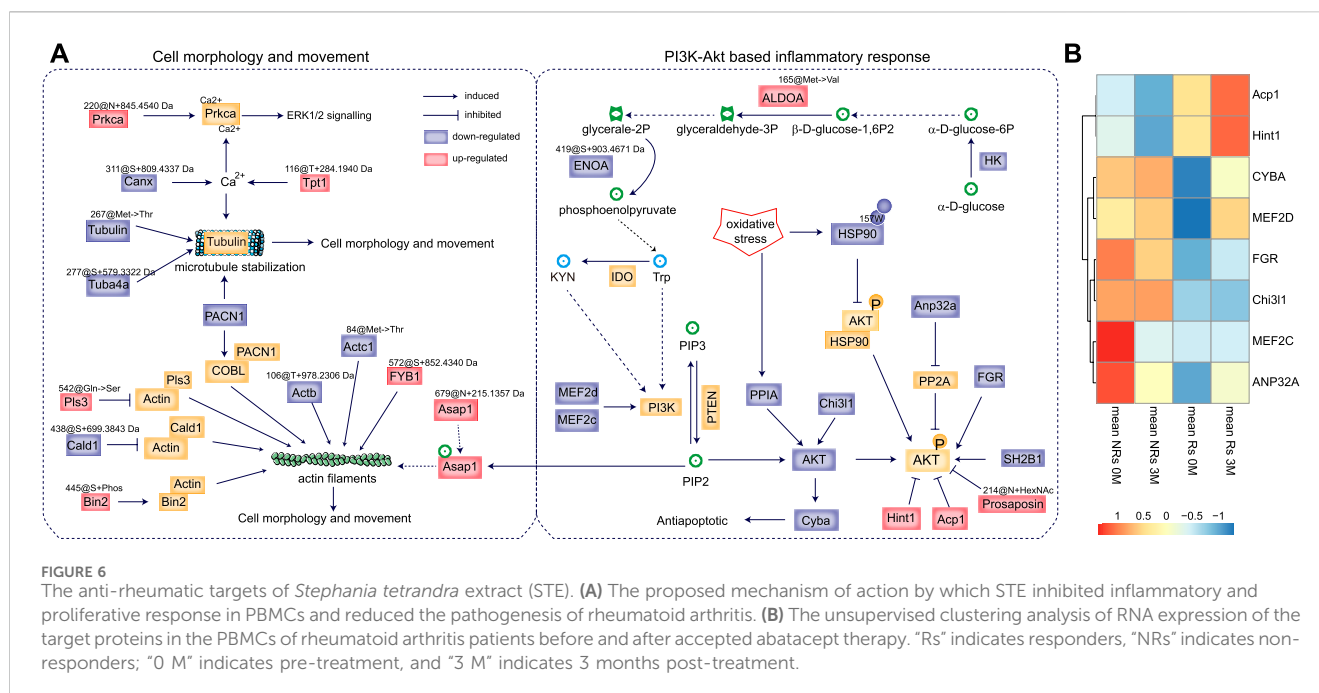 A
Cell morphology and movement
220@N+845.4540 Da
Prkca
Ca2+
Prkca
Ca2+
ERK1/2 signalling
induced
inhibited
down-regulated
up-regulated
311@S+809.4337 Da
Canx
Ca2+
116@T+284.1940 Da
Tpt1
267@Met->Thr
Tubulin
Tubulin
Cell morphology and movement
microtubule stabilization
277@S+579.3322 Da
Tuba4a
PACN1
PACN1
COBL
84@Met->Thr
Actc1
106@T+978.2306 Da
Actb
572@S+852.4340 Da
FYB1
542@Gln->Ser
Pls3
Pls3
Actin
438@S+699.3843 Da
Cald1
Cald1
Actin
445@S+Phos
Bin2
Actin
Bin2
679@N+215.1357 Da
Asap1
Asap1
actin filaments
Cell morphology and movement
PI3K-Akt based inflammatory response
165@Met->Val
ALDOA
glycerale-2P
glyceraldehyde-3P
β-D-glucose-1,6P2
α-D-glucose-6P
HK
α-D-glucose
419@S+903.4671 Da
ENOA
phosphoenolpyruvate
KYN
IDO
Trp
oxidative
stress
157W
HSP90
P
AKT
HSP90
Anp32a
PP2A
PIP3
PTEN
PIP2
MEF2d
MEF2c
PI3K
PPIA
Chi3l1
FGR
AKT
P
AKT
SH2B1
214@N+HexNAc
Prosaposin
Hint1
Acp1
Cyba
Antiapoptotic
B
Acp1
Hint1
CYBA
MEF2D
FGR
Chi3l1
MEF2C
ANP32A
mean NRs 0M
mean NRs 3M
mean Rs 0M
mean Rs 3M
1 0.5 0 −0.5 −1
FIGURE 6
The anti-rheumatic targets of Stephania tetrandra extract (STE). (A) The proposed mechanism of action by which STE inhibited inflammatory and
proliferative response in PBMCs and reduced the pathogenesis of rheumatoid arthritis. (B) The unsupervised clustering analysis of RNA expression of the
target proteins in the PBMCs of rheumatoid arthritis patients before and after accepted abatacept therapy. “Rs” indicates responders, “NRs” indicates non-
responders; “0 M” indicates pre-treatment, and “3 M” indicates 3 months post-treatment.